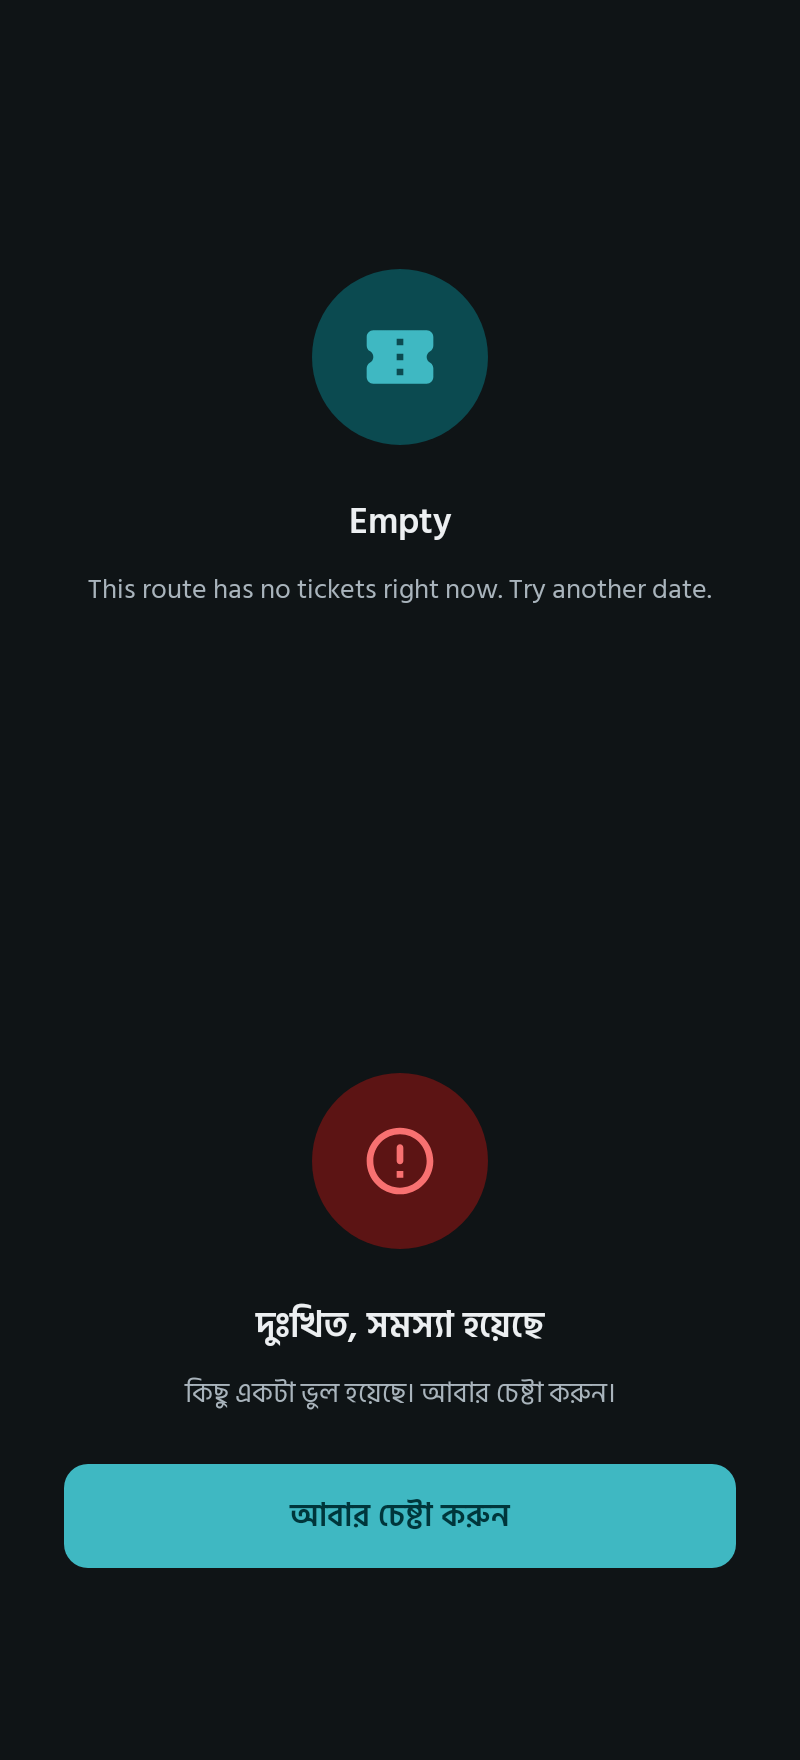 Empty
This route has no tickets right now. Try another date.
দুঃখিত, সমস্যা হয়েছে
কিছু একটা ভুল হয়েছে। আবার চেষ্টা করুন।
আবার চেষ্টা করুন